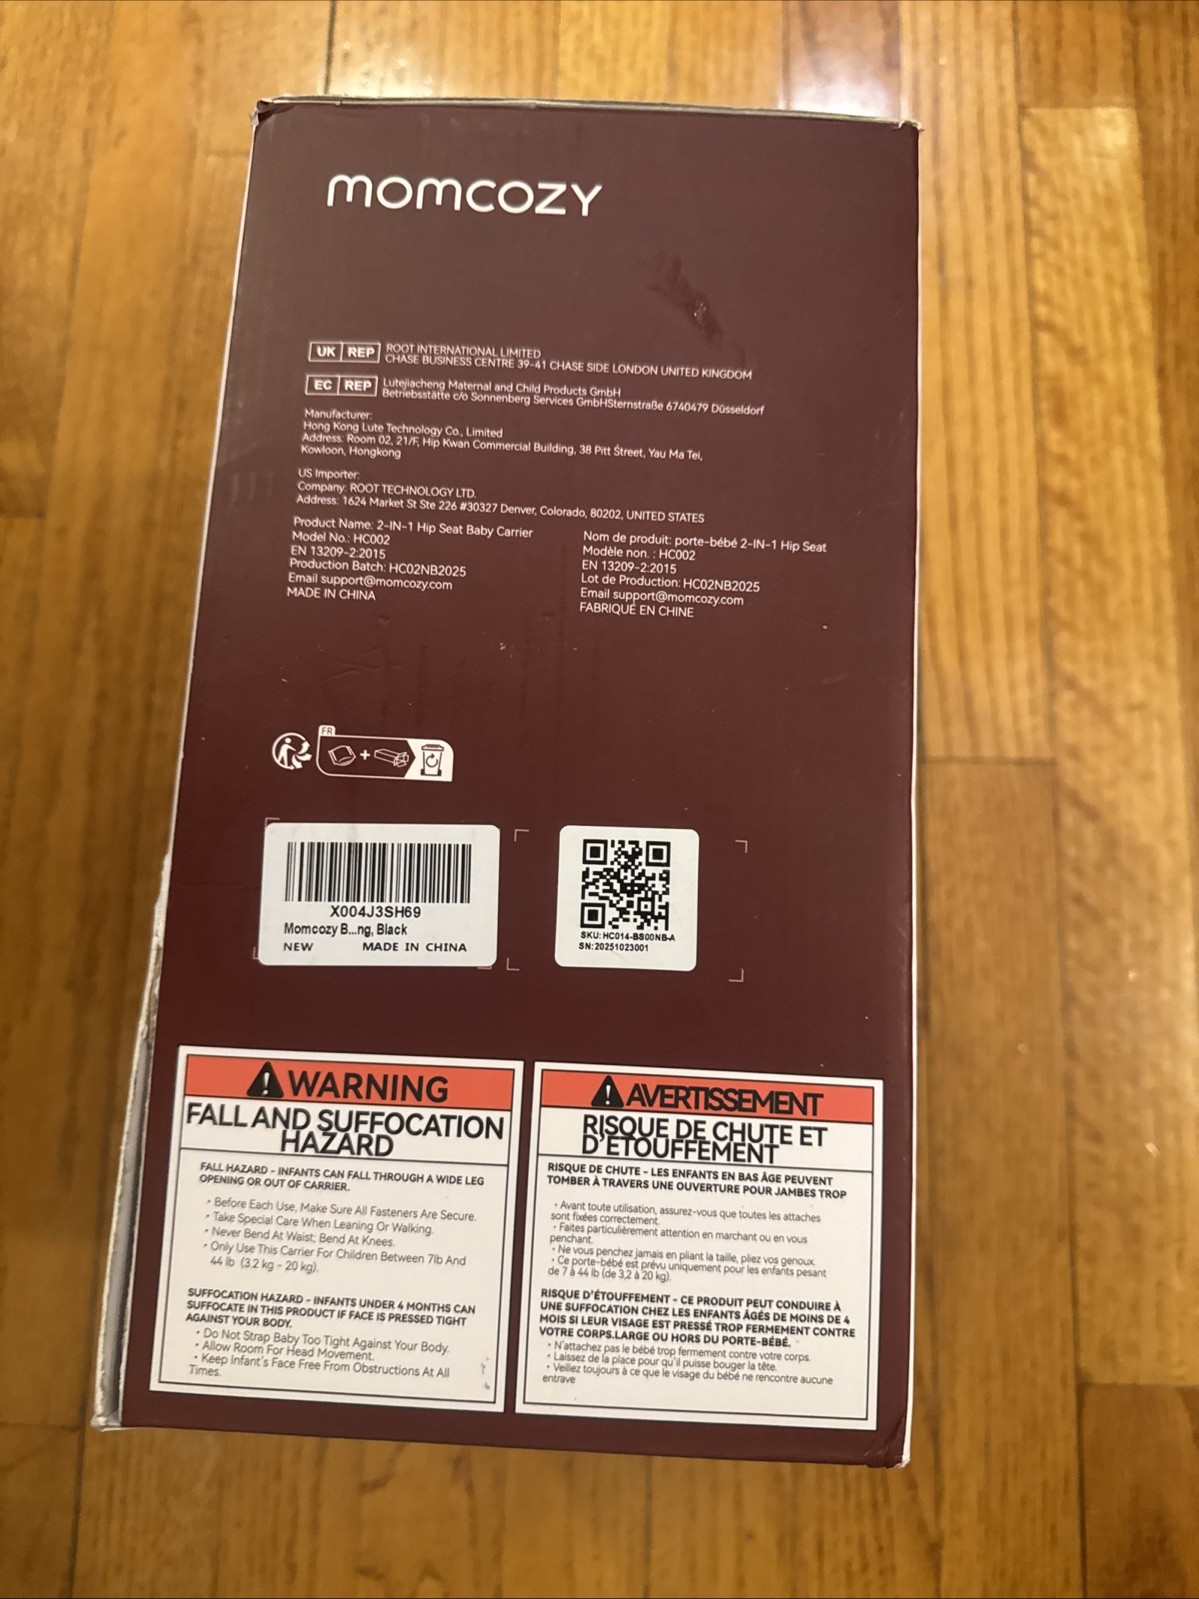 momcozy
UK REP ROOT INTERNATIONAL LIMITED
CHASE BUSINESS CENTRE 39-41 CHASE SIDE LONDON UNITED KINGDOM
EC REP Lutejiacheng Maternal and Child Products GmbH
Betriebsstätte c/o Sonnenberg Services GmbHSternstraße 6740479 Düsseldorf
Manufacturer:
Hong Kong Lute Technology Co., Limited
Address: Room 02, 21/F, Hip Kwan Commercial Building, 38 Pitt Street, Yau Ma Tei,
Kowloon, Hongkong
US Importer:
Company: ROOT TECHNOLOGY LTD.
Address: 1624 Market St Ste 226 #30327 Denver, Colorado, 80202, UNITED STATES
Product Name: 2-IN-1 Hip Seat Baby Carrier
Model No.: HC002
EN 13209-2:2015
Production Batch: HC02NB2025
Email support@momcozy.com
MADE IN CHINA
Nom de produit: porte-bébé 2-IN-1 Hip Seat
Modèle non. : HC002
EN 13209-2:2015
Lot de Production: HC02NB2025
Email support@momcozy.com
FABRIQUÉ EN CHINE
FR
X004J3SH69
Momcozy B...ng, Black
NEW MADE IN CHINA
SKU: HC014-BS00NB-A
SN: 20251023001
WARNING
FALL AND SUFFOCATION
HAZARD
FALL HAZARD - INFANTS CAN FALL THROUGH A WIDE LEG
OPENING OR OUT OF CARRIER.
• Before Each Use, Make Sure All Fasteners Are Secure.
• Take Special Care When Leaning Or Walking.
• Never Bend At Waist; Bend At Knees.
• Only Use This Carrier For Children Between 7lb And
44 lb (3.2 kg - 20 kg).
SUFFOCATION HAZARD - INFANTS UNDER 4 MONTHS CAN
SUFFOCATE IN THIS PRODUCT IF FACE IS PRESSED TIGHT
AGAINST YOUR BODY.
• Do Not Strap Baby Too Tight Against Your Body.
• Allow Room For Head Movement.
• Keep Infant's Face Free From Obstructions At All
Times.
AVERTISSEMENT
RISQUE DE CHUTE ET
D'ÉTOUFFEMENT
RISQUE DE CHUTE - LES ENFANTS EN BAS ÂGE PEUVENT
TOMBER À TRAVERS UNE OUVERTURE POUR JAMBES TROP
• Avant toute utilisation, assurez-vous que toutes les attaches
sont fixées correctement.
• Faites particulièrement attention en marchant ou en vous
penchant.
• Ne vous penchez jamais en pliant la taille, pliez vos genoux.
• Ce porte-bébé est prévu uniquement pour les enfants pesant
de 7 à 44 lb (de 3,2 à 20 kg).
RISQUE D'ÉTOUFFEMENT - CE PRODUIT PEUT CONDUIRE À
UNE SUFFOCATION CHEZ LES ENFANTS ÂGÉS DE MOINS DE 4
MOIS SI LEUR VISAGE EST PRESSÉ TROP FERMEMENT CONTRE
VOTRE CORPS.LARGE OU HORS DU PORTE-BÉBÉ.
• N'attachez pas le bébé trop fermement contre votre corps.
• Laissez de la place pour qu'il puisse bouger la tête.
• Veillez toujours à ce que le visage du bébé ne rencontre aucune
entrave